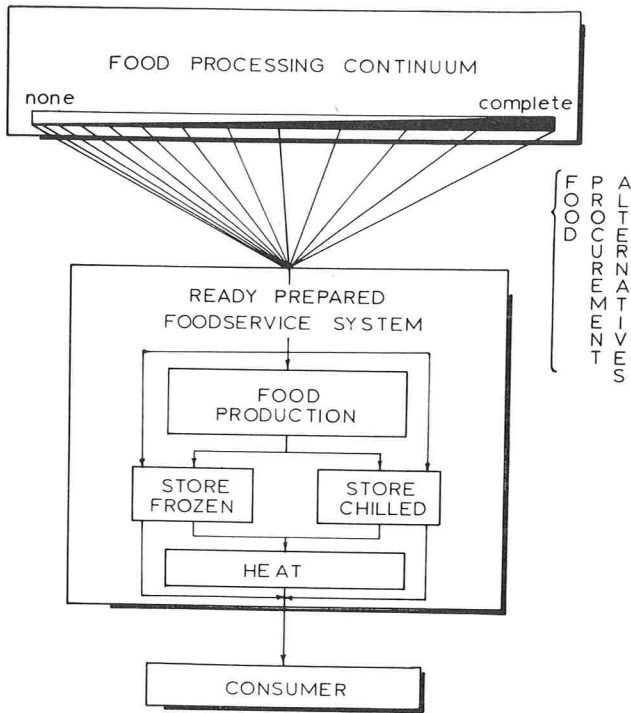 FOOD PROCESSING CONTINUUM
none
complete
FOOD
PROCUREMENT
ALTERNATIVES
READY PREPARED
FOODSERVICE SYSTEM
FOOD
PRODUCTION
STORE
FROZEN
STORE
CHILLED
HEAT
CONSUMER